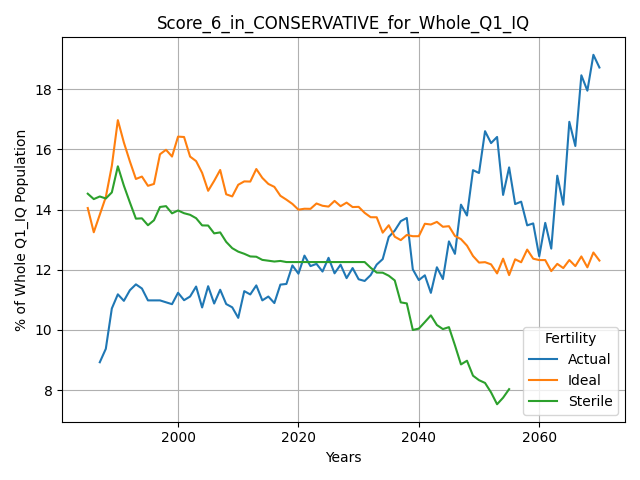 Score_6_in_CONSERVATIVE_for_Whole_Q1_IQ
% of Whole Q1_IQ Population
18
16
14
12
10
8
2000
2020
2040
2060
Years
Fertility
Actual
Ideal
Sterile